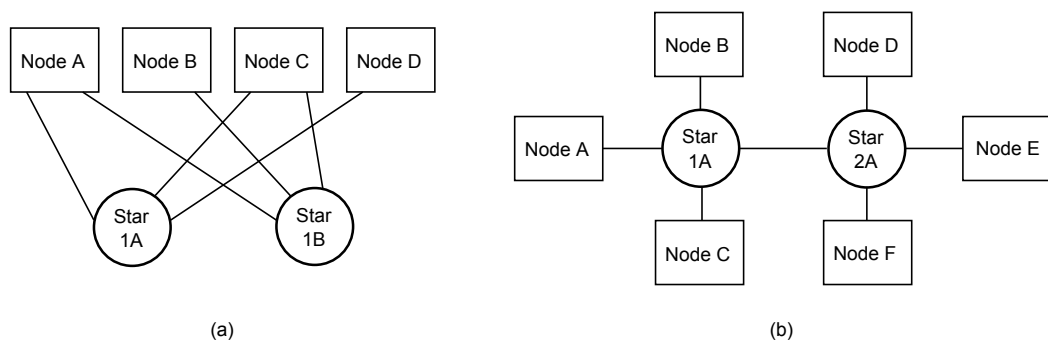 Node A
Node B
Node C
Node D
Star
1A
Star
1B
(a)
Node B
Node D
Node A
Star
1A
Star
2A
Node E
Node C
Node F
(b)